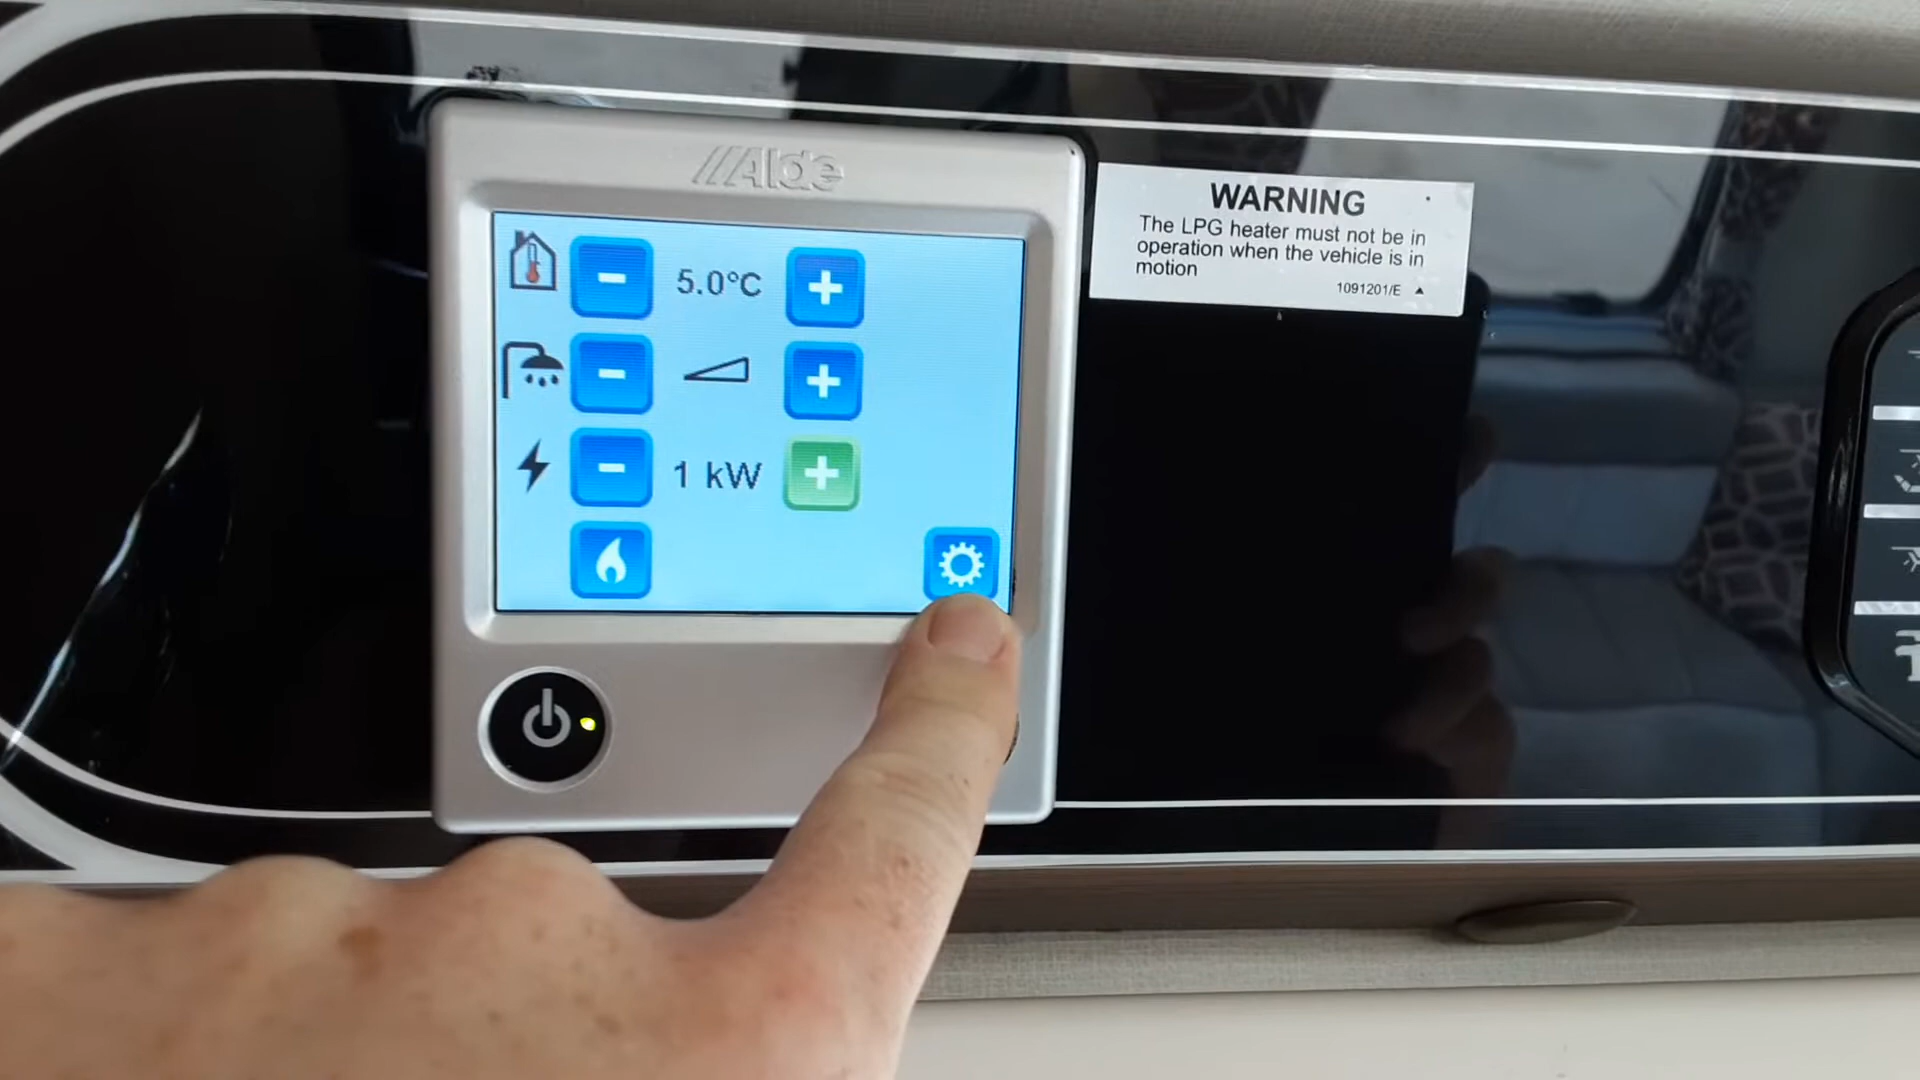 Alde
5.0°C
1 kW
WARNING
The LPG heater must not be in
operation when the vehicle is in
motion
1091201/E